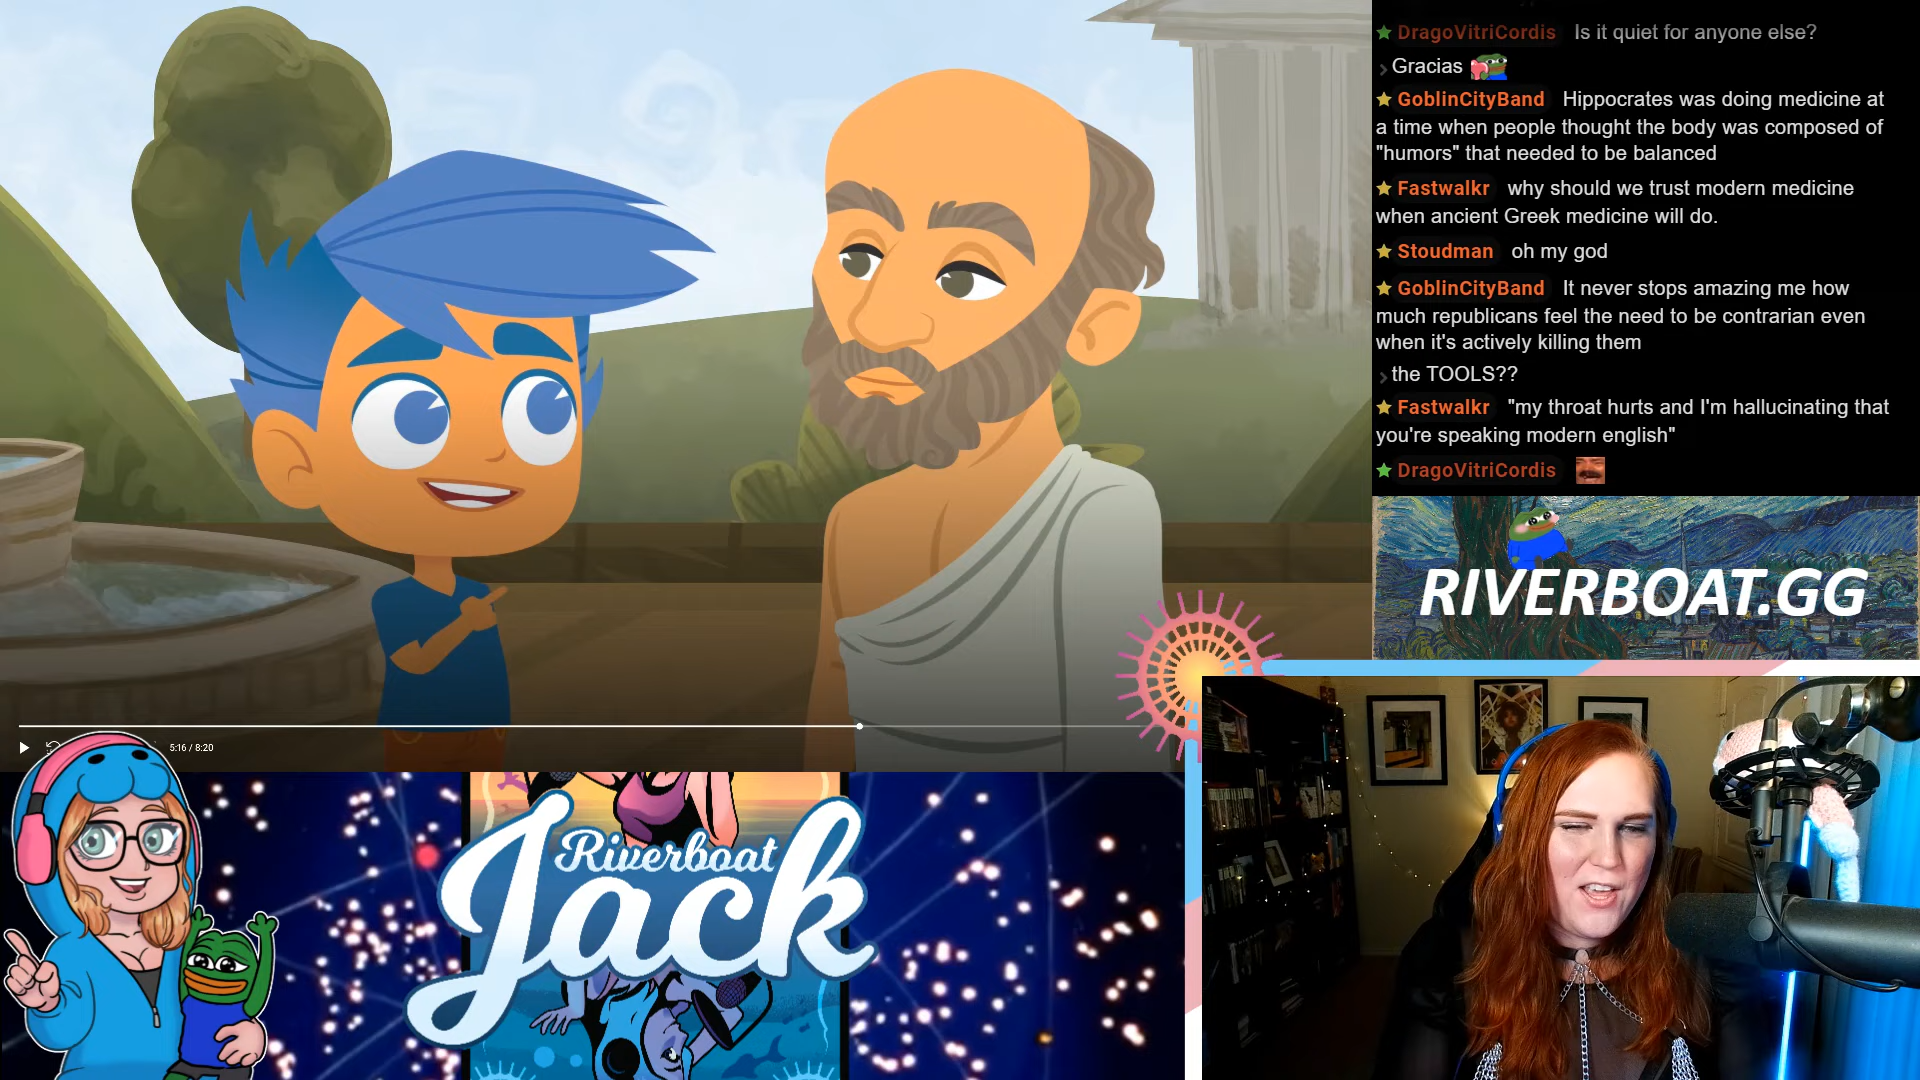 DragoVitriCordis Is it quiet for anyone else?
Gracias
GoblinCityBand Hippocrates was doing medicine at
a time when people thought the body was composed of
"humors" that needed to be balanced
Fastwalkr why should we trust modern medicine
when ancient Greek medicine will do.
Stoudman oh my god
GoblinCityBand It never stops amazing me how
much republicans feel the need to be contrarian even
when it's actively killing them
the TOOLS??
Fastwalkr "my throat hurts and I'm hallucinating that
you're speaking modern english"
DragoVitriCordis
RIVERBOAT.GG
5:16 / 8:20
Riverboat
Jack